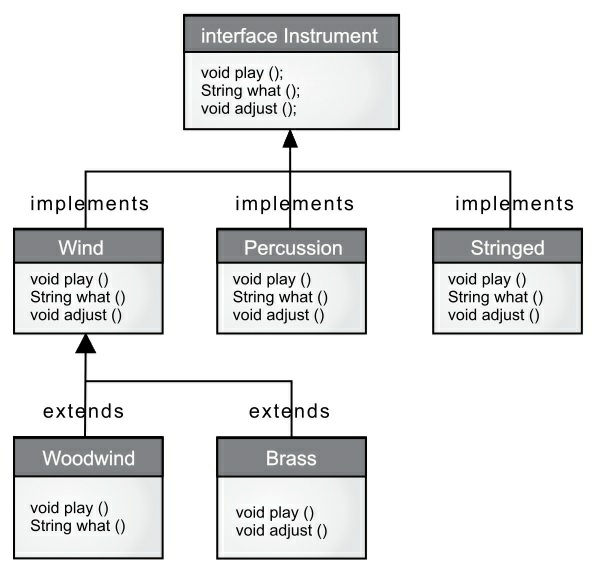 interface Instrument
void play ();
String what ();
void adjust ();
implements
implements
implements
Wind
void play ()
String what ()
void adjust ()
Percussion
void play ()
String what ()
void adjust ()
Stringed
void play ()
String what ()
void adjust ()
extends
extends
Woodwind
void play ()
String what ()
Brass
void play ()
void adjust ()